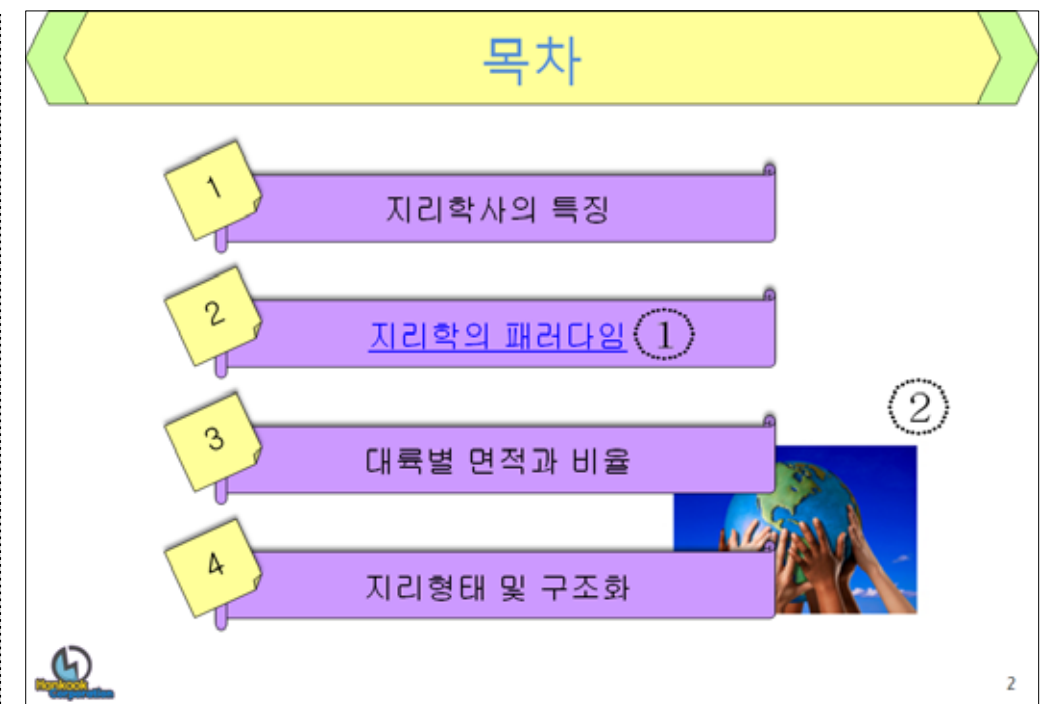 목차
1
지리학사의 특징
2
지리학의 패러다임 1
2
3
대륙별 면적과 비율
4
지리형태 및 구조화
Hankook
Corporation
2